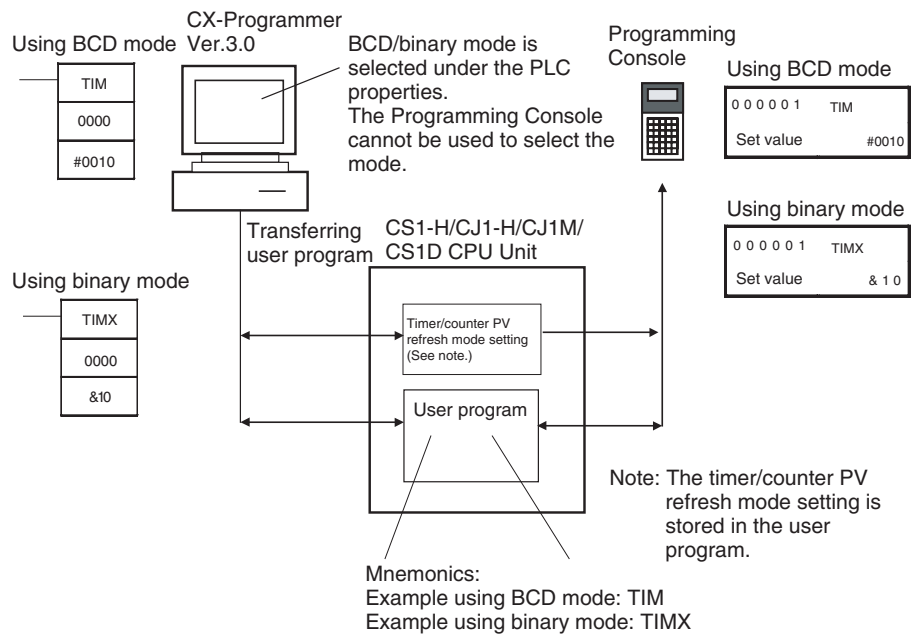 Using BCD mode
TIM
0000
#0010
CX-Programmer
Ver.3.0
BCD/binary mode is
selected under the PLC
properties.
The Programming Console
cannot be used to select the
mode.
Programming
Console
Using BCD mode
000001 TIM
Set value #0010
Using binary mode
000001 TIMX
Set value &10
Transferring
user program
CS1-H/CJ1-H/CJ1M/
CS1D CPU Unit
Using binary mode
TIMX
0000
&10
Timer/counter PV
refresh mode setting
(See note.)
User program
Note: The timer/counter PV
refresh mode setting is
stored in the user
program.
Mnemonics:
Example using BCD mode: TIM
Example using binary mode: TIMX